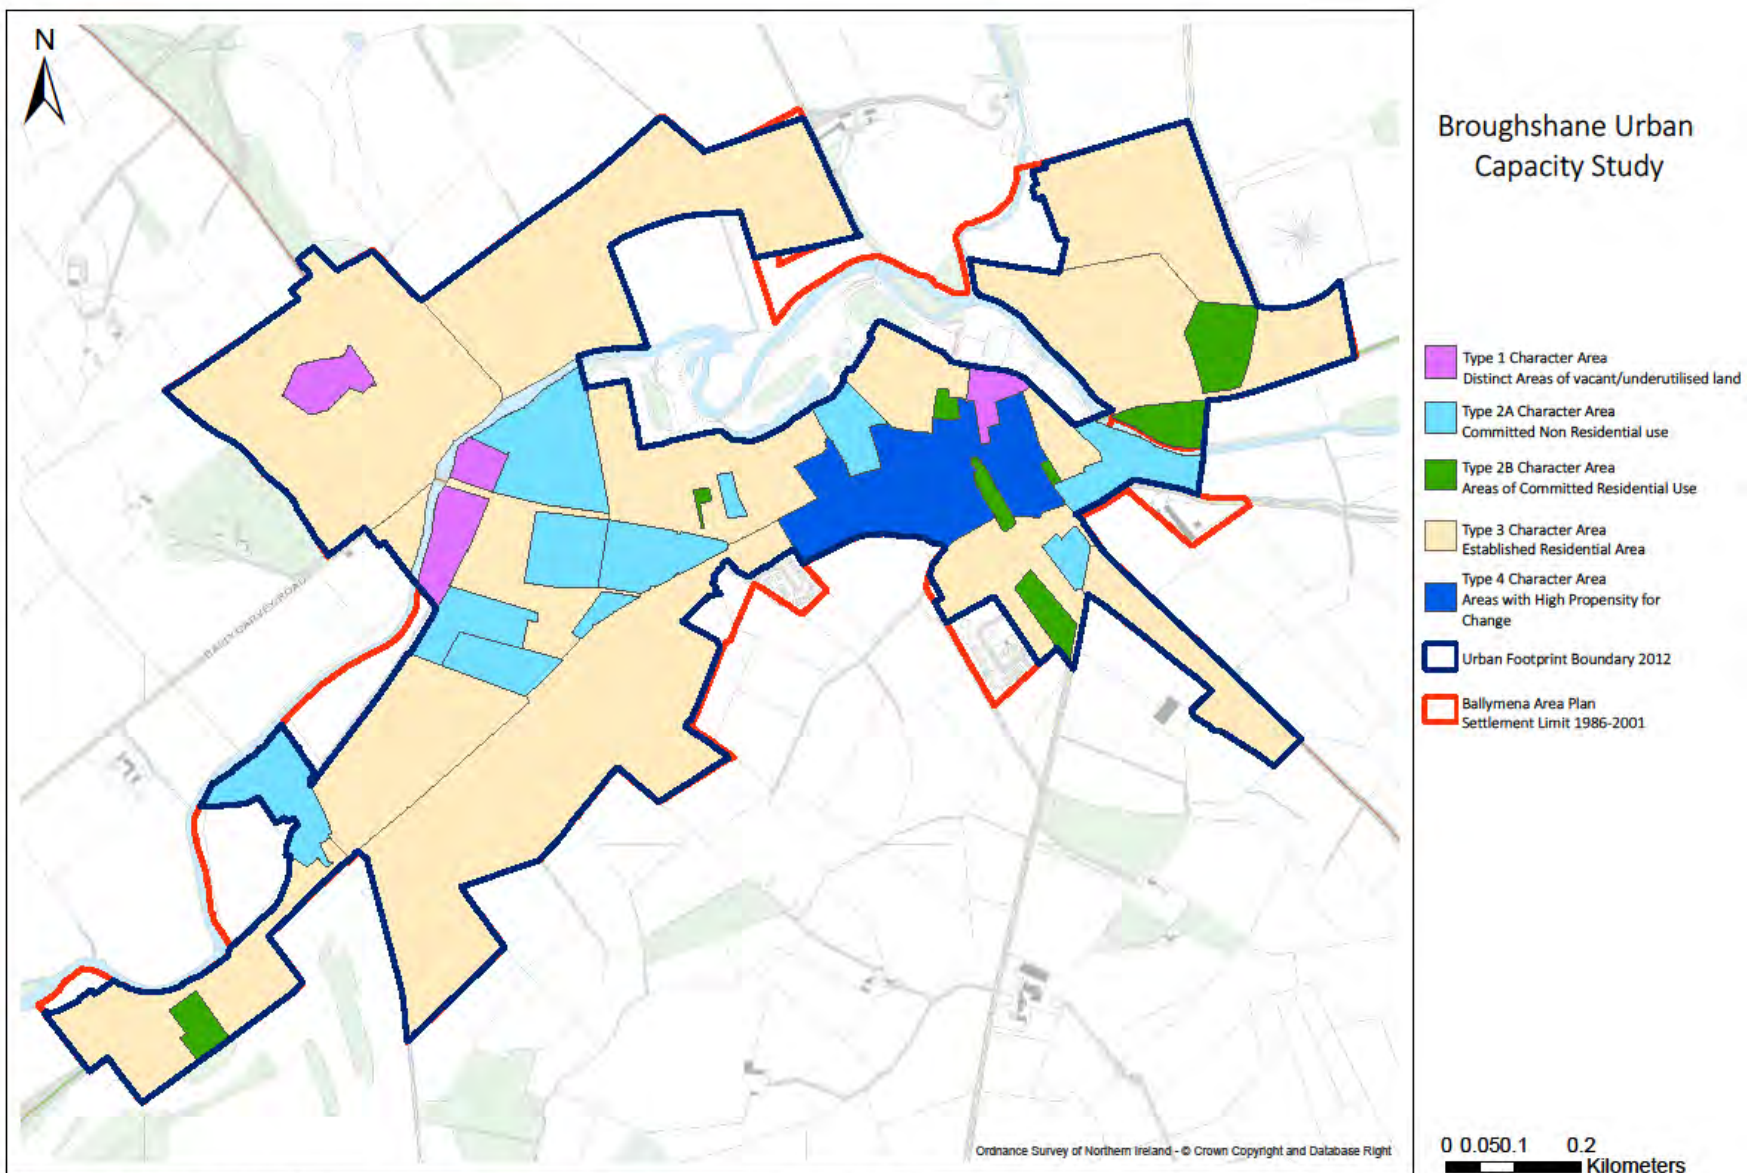 N
Broughshane Urban
Capacity Study
Type 1 Character Area
Distinct Areas of vacant/underutilised land
Type 2A Character Area
Committed Non Residential use
Type 2B Character Area
Areas of Committed Residential Use
Type 3 Character Area
Established Residential Area
Type 4 Character Area
Areas with High Propensity for
Change
Urban Footprint Boundary 2012
Ballymena Area Plan
Settlement Limit 1986-2001
Ordnance Survey of Northern Ireland - © Crown Copyright and Database Right
0 0.050.1 0.2
Kilometers